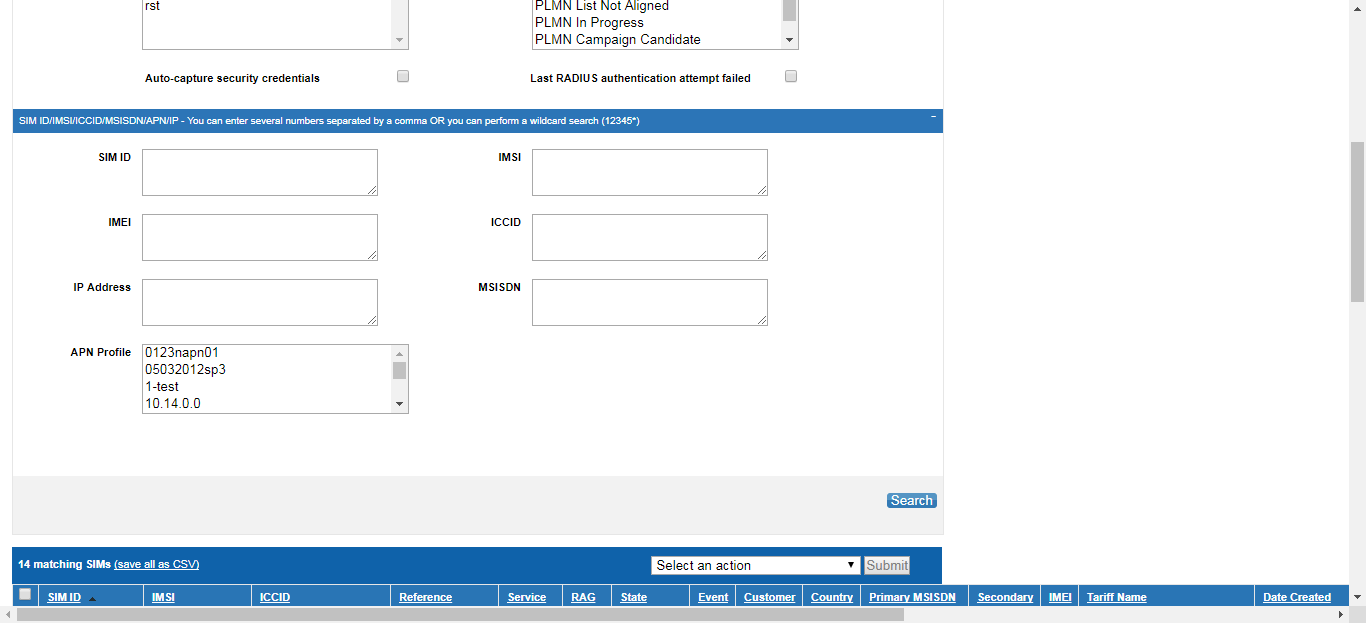 rst
PLMN List Not Aligned
PLMN In Progress
PLMN Campaign Candidate
Auto-capture security credentials
Last RADIUS authentication attempt failed
SIM ID/IMSI/ICCID/MSISDN/APN/IP - You can enter several numbers separated by a comma OR you can perform a wildcard search (12345*)
SIM ID
IMSI
IMEI
ICCID
IP Address
MSISDN
APN Profile
0123napn01
05032012sp3
1-test
10.14.0.0
Search
14 matching SIMs (save all as CSV)
Select an action
Submit
SIM ID IMSI ICCID Reference Service RAG State Event Customer Country Primary MSISDN Secondary IMEI Tariff Name Date Created